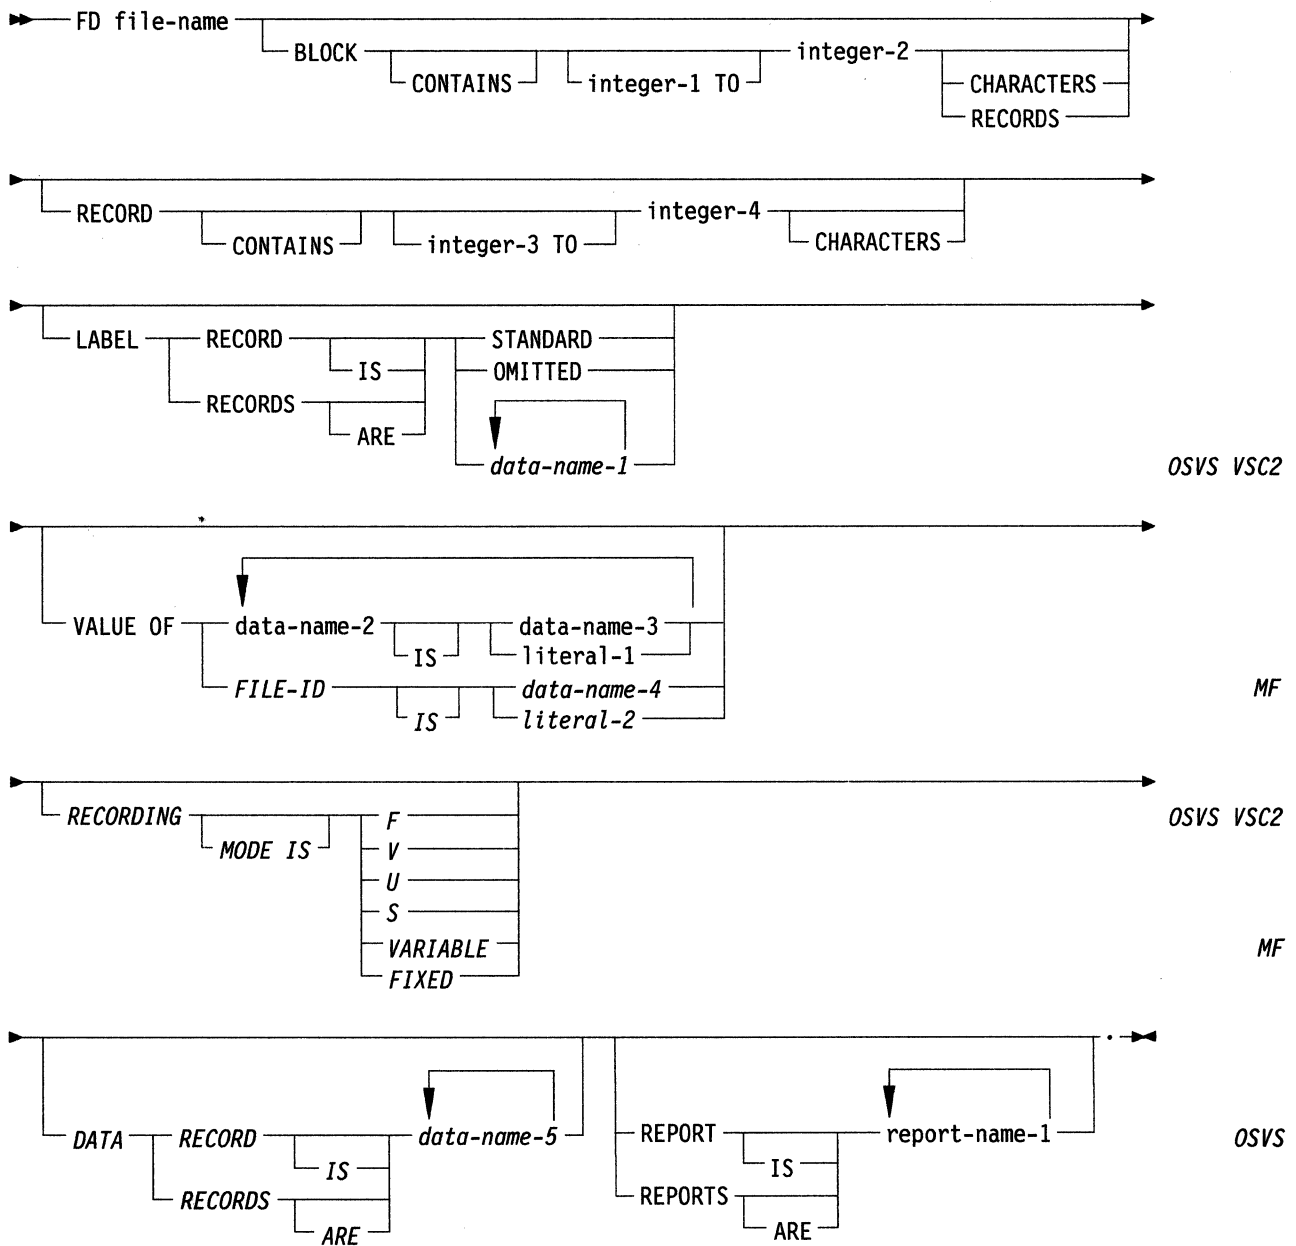 FD file-name
BLOCK integer-2
CONTAINS integer-1 TO CHARACTERS
RECORDS
RECORD integer-4
CONTAINS integer-3 TO CHARACTERS
LABEL RECORD STANDARD
IS OMITTED
RECORDS
ARE
data-name-1 OSVS VSC2
VALUE OF data-name-2 data-name-3
IS literal-1
FILE-ID data-name-4 MF
IS literal-2
RECORDING F OSVS VSC2
MODE IS V
U
S
VARIABLE MF
FIXED
.
DATA RECORD data-name-5 REPORT report-name-1 OSVS
IS IS
RECORDS REPORTS
ARE ARE